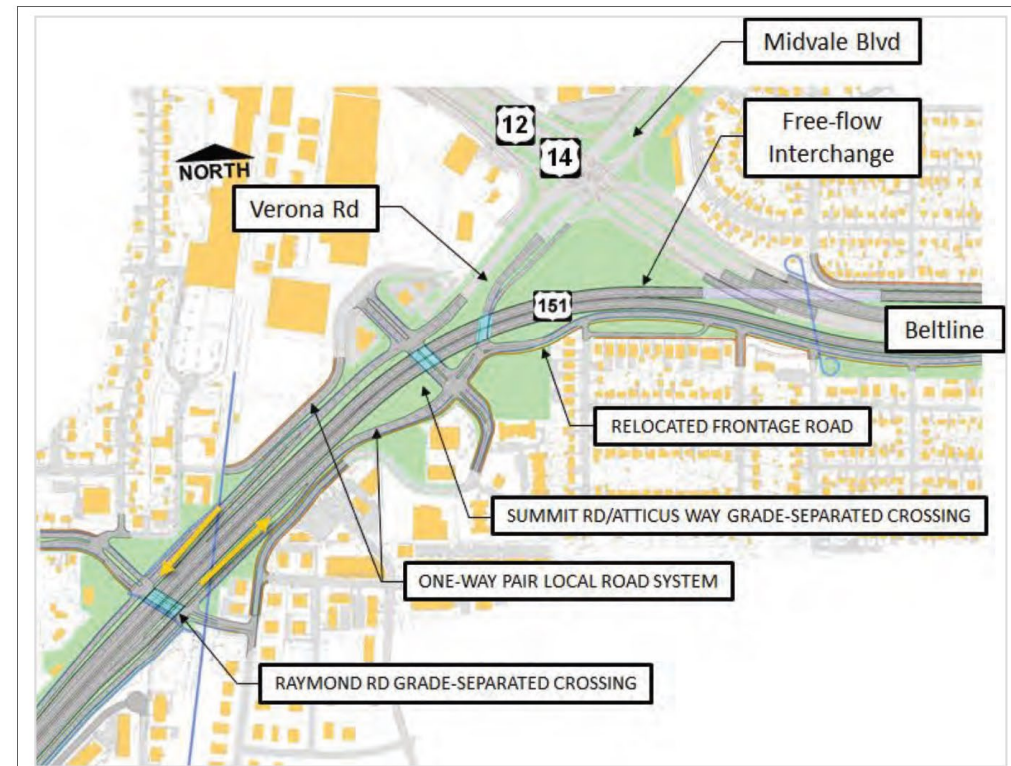 Midvale Blvd
12
14
Free-flow
Interchange
NORTH
Verona Rd
151
Beltline
RELOCATED FRONTAGE ROAD
SUMMIT RD/ATTICUS WAY GRADE-SEPARATED CROSSING
ONE-WAY PAIR LOCAL ROAD SYSTEM
RAYMOND RD GRADE-SEPARATED CROSSING